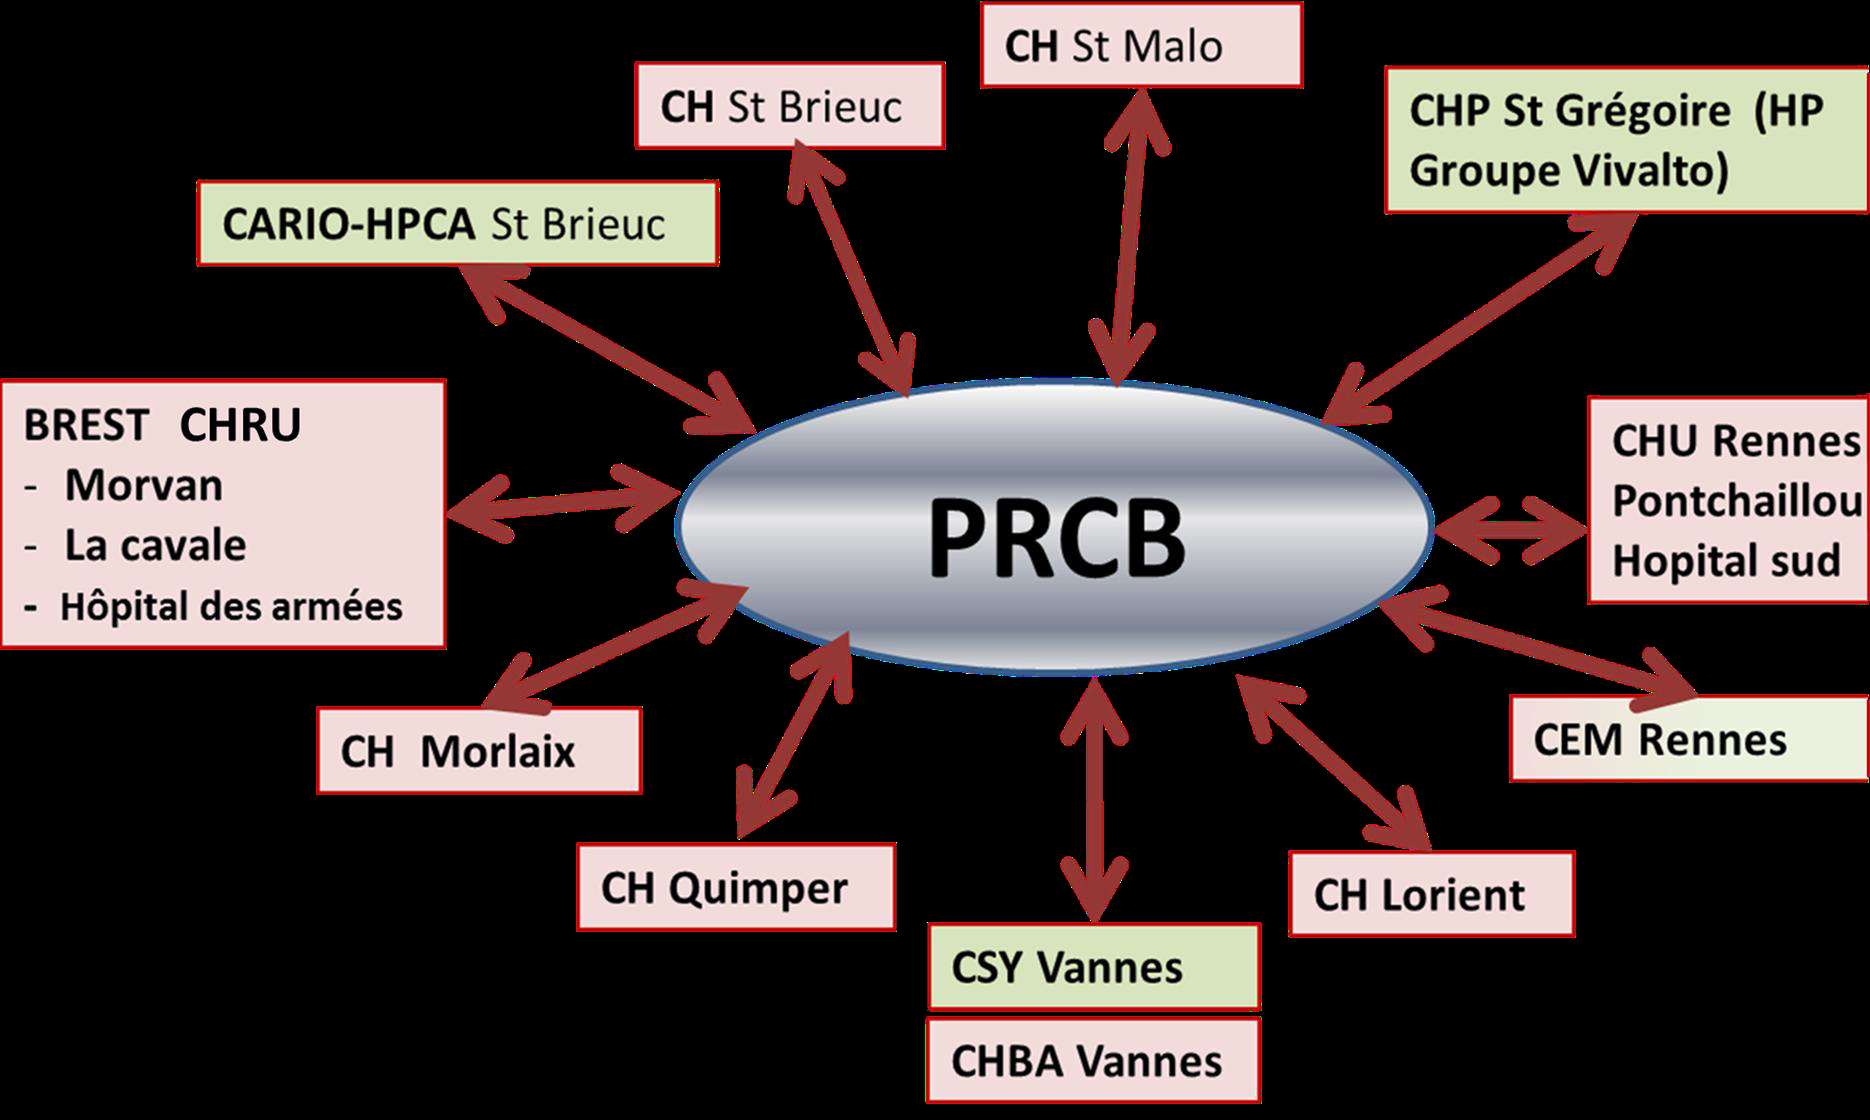 CH St Malo
CH St Brieuc
CHP St Grégoire (HP
Groupe Vivalto)
CARIO-HPCA St Brieuc
BREST CHRU
- Morvan
- La cavale
- Hôpital des armées
PRCB
CHU Rennes
Pontchaillou
Hopital sud
CH Morlaix
CEM Rennes
CH Quimper
CH Lorient
CSY Vannes
CHBA Vannes